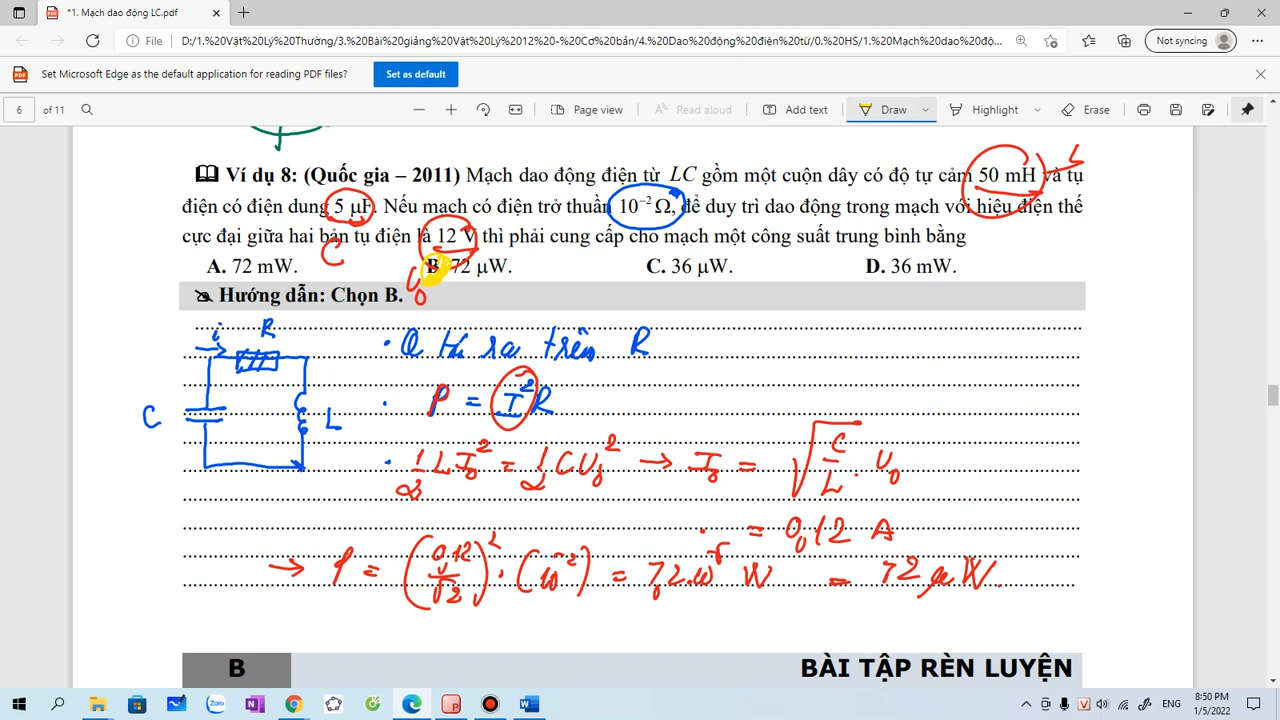 *1. Mạch dao động LC.pdf
File D:/1.%20Vật%20Lý%20Thường/3.%20Bài%20giảng%20Vật%20Lý%2012%20-%20Cơ%20bản/4.%20Dao%20động%20điện%20từ/0.%20HS/1.%20Mạch%20dao%20độ... Not syncing
Set Microsoft Edge as the default application for reading PDF files? Set as default
6 of 11 Page view Read aloud Add text Draw Highlight Erase
Ví dụ 8: (Quốc gia – 2011) Mạch dao động điện từ LC gồm một cuộn dây có độ tự cảm 50 mH và tụ
điện có điện dung 5 μF. Nếu mạch có điện trở thuần 10⁻² Ω, để duy trì dao động trong mạch với hiệu điện thế
cực đại giữa hai bản tụ điện là 12 V thì phải cung cấp cho mạch một công suất trung bình bằng
L
C
U₀
A. 72 mW. B. 72 μW. C. 36 μW. D. 36 mW.
Hướng dẫn: Chọn B.
i R
C L
· Q tỏa ra trên R
· P = I²R
· ½ L I₀² = ½ C U₀² → I₀ = √(C/L) · U₀
= 0,12 A
→ P = (0,12/√2)² · (10⁻²) = 7,2.10⁻⁵ W = 72 μW.
B BÀI TẬP RÈN LUYỆN
ENG 8:50 PM
1/5/2022